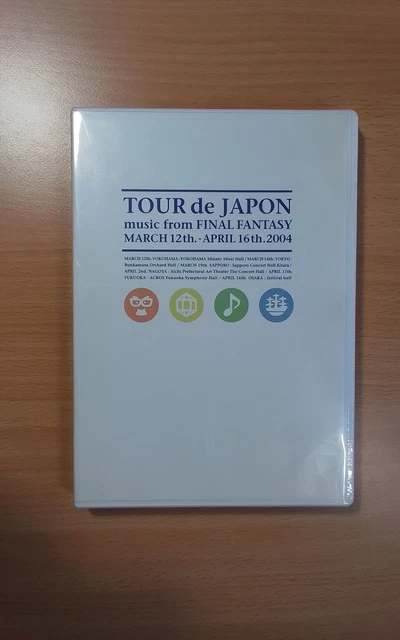 TOUR de JAPON
music from FINAL FANTASY
MARCH 12th.-APRIL 16th.2004
MARCH 12th. YOKOHAMA : YOKOHAMA Minato Mirai Hall / MARCH 14th. TOKYO :
Bunkamura Orchard Hall / MARCH 19th. SAPPORO : Sapporo Concert Hall Kitara /
APRIL 2nd. NAGOYA : Aichi Prefectural Art Theater The Concert Hall / APRIL 11th.
FUKUOKA : ACROS Fukuoka Symphony Hall / APRIL 16th. OSAKA : festival hall